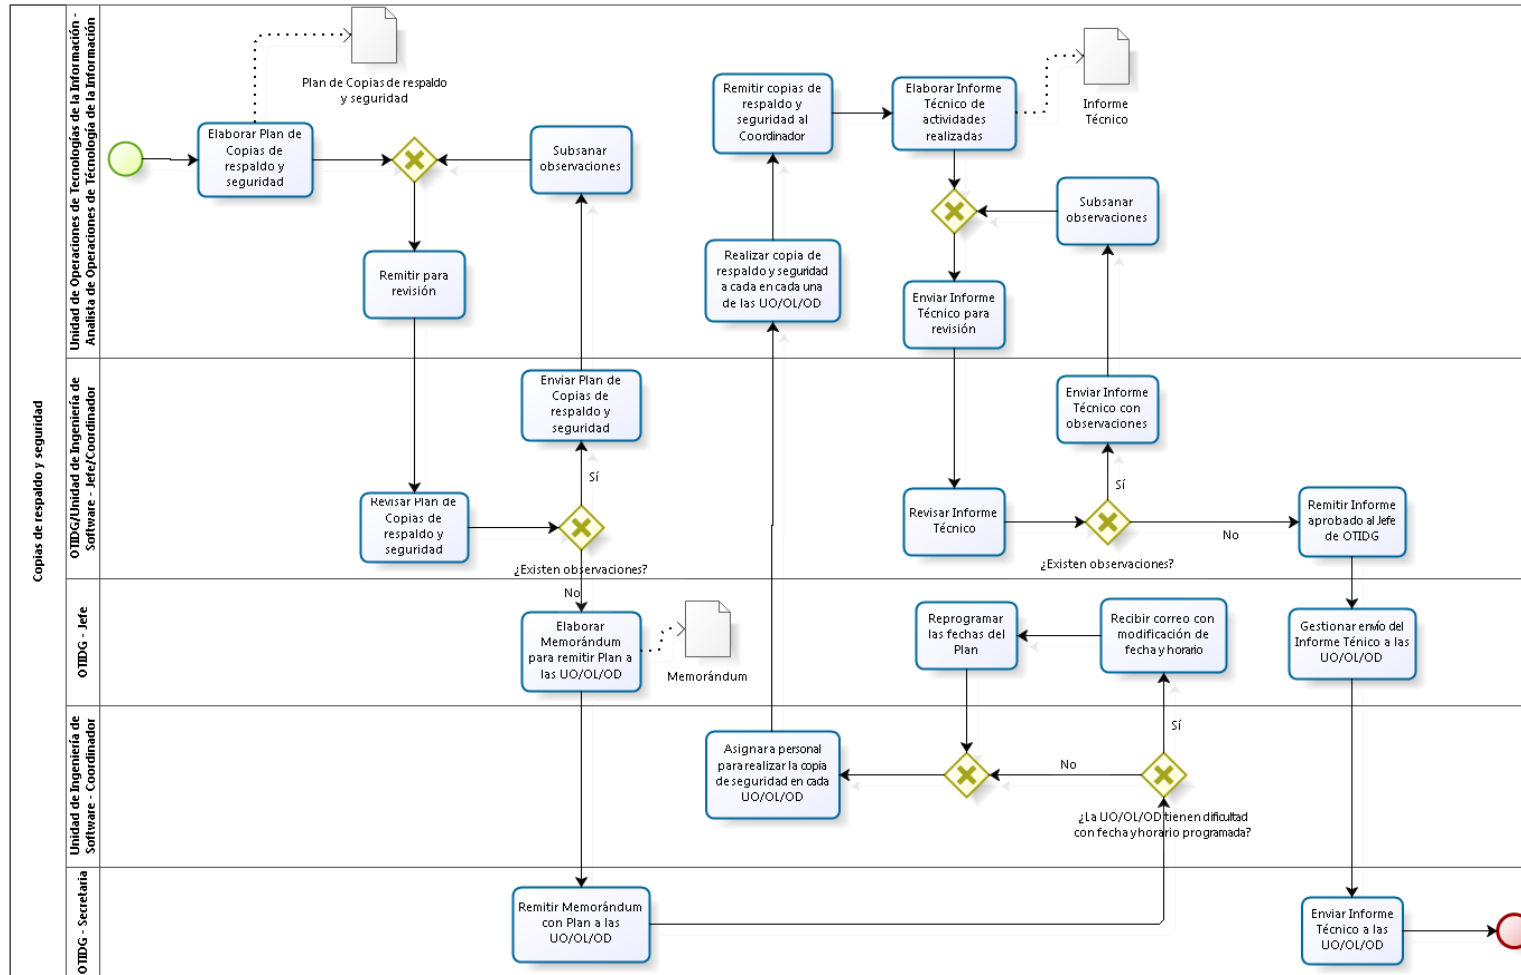 Copias de respaldo y seguridad
Unidad de Operaciones de Tecnologías de la Información -
Analista de Operaciones de Técnología de la Información
Plan de Copias de respaldo
y seguridad
Elaborar Plan de
Copias de
respaldo y
seguridad
Subsanar
observaciones
Remitir para
revisión
Remitir copias de
respaldo y
seguridad al
Coordinador
Elaborar Informe
Técnico de
actividades
realizadas
Informe
Técnico
Subsanar
observaciones
Realizar copia de
respaldo y seguridad
a cada en cada una
de las UO/OL/OD
Enviar Informe
Técnico para
revisión
OTIDG/Unidad de Ingeniería de
Software - Jefe/Coordinador
Enviar Plan de
Copias de
respaldo y
seguridad
Sí
Revisar Plan de
Copias de
respaldo y
seguridad
¿Existen observaciones?
No
Enviar Informe
Técnico con
observaciones
Sí
Revisar Informe
Técnico
¿Existen observaciones?
No
Remitir Informe
aprobado al Jefe
de OTIDG
OTIDG - Jefe
Elaborar
Memorándum
para remitir Plan a
las UO/OL/OD
Memorándum
Reprogramar
las fechas del
Plan
Recibir correo con
modificación de
fecha y horario
Gestionar envío del
Informe Ténico a las
UO/OL/OD
Unidad de Ingeniería de
Software - Coordinador
Asignar a personal
para realizar la copia
de seguridad en cada
UO/OL/OD
No
Sí
¿La UO/OL/OD tienen dificultad
con fecha y horario programada?
OTIDG - Secretaria
Remitir Memorándum
con Plan a las
UO/OL/OD
Enviar Informe
Técnico a las
UO/OL/OD